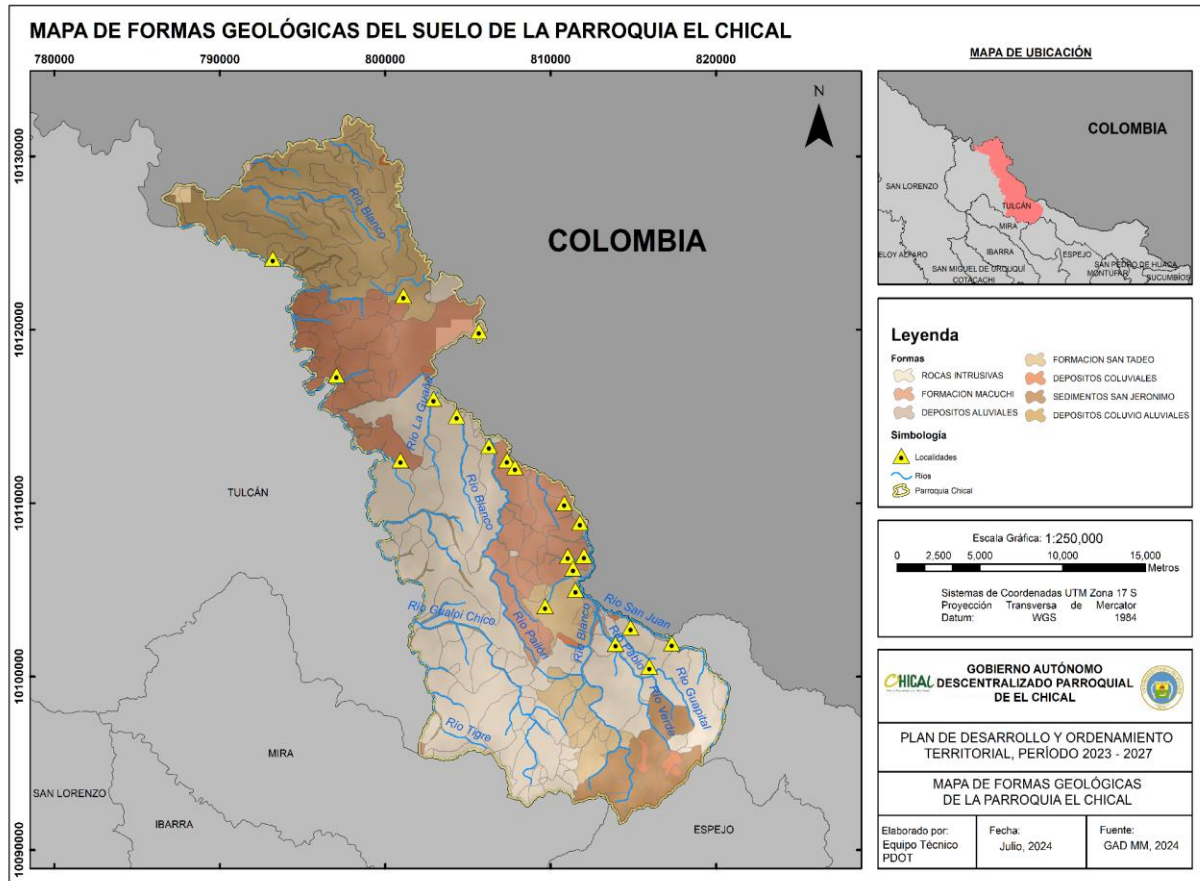 MAPA DE FORMAS GEOLÓGICAS DEL SUELO DE LA PARROQUIA EL CHICAL
780000
790000
800000
810000
820000
10130000
10120000
10110000
10100000
10090000
N
COLOMBIA
Río Blanco
Río La Guaña
Río Blanco
TULCÁN
Río Gualpi Chico
Río Pailón
Río Blanco
Río San Juan
Río Pablo
Río Verde
Río Guapital
Río Tigre
MIRA
SAN LORENZO
IBARRA
ESPEJO
MAPA DE UBICACIÓN
COLOMBIA
SAN LORENZO
TULCÁN
MIRA
IBARRA
ELOY ALFARO
ESPEJO
SAN PEDRO DE HUACA
SAN MIGUEL DE URCUQUÍ
MONTÚFAR
COTACACHI
SUCUMBÍOS
Leyenda
Formas
ROCAS INTRUSIVAS
FORMACION MACUCHI
DEPOSITOS ALUVIALES
FORMACION SAN TADEO
DEPOSITOS COLUVIALES
SEDIMENTOS SAN JERONIMO
DEPOSITOS COLUVIO ALUVIALES
Simbología
Localidades
Ríos
Parroquia Chical
Escala Gráfica: 1:250,000
0 2,500 5,000 10,000 15,000
Metros
Sistemas de Coordenadas UTM Zona 17 S
Proyección Transversa de Mercator
Datum: WGS 1984
CHICAL
GOBIERNO AUTÓNOMO
DESCENTRALIZADO PARROQUIAL
DE EL CHICAL
PLAN DE DESARROLLO Y ORDENAMIENTO
TERRITORIAL, PERÍODO 2023 - 2027
MAPA DE FORMAS GEOLÓGICAS
DE LA PARROQUIA EL CHICAL
Elaborado por:
Equipo Técnico
PDOT
Fecha:
Julio, 2024
Fuente:
GAD MM, 2024